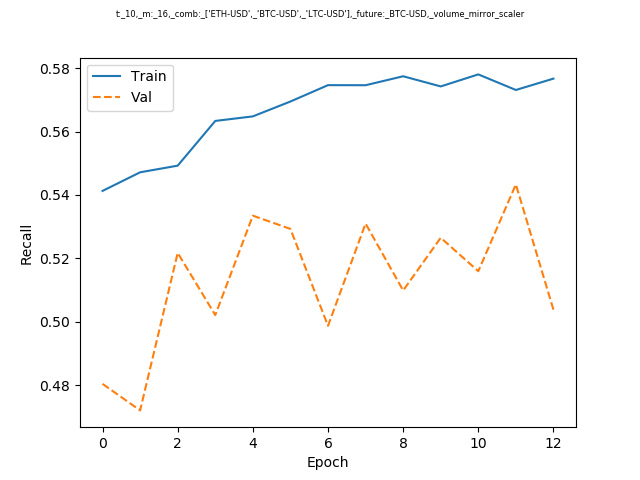 t:_10,_m:_16,_comb:_['ETH-USD',_'BTC-USD',_'LTC-USD'],_future:_BTC-USD,_volume_mirror_scaler
Train
Val
0.58
0.56
0.54
0.52
0.50
0.48
Recall
0 2 4 6 8 10 12
Epoch